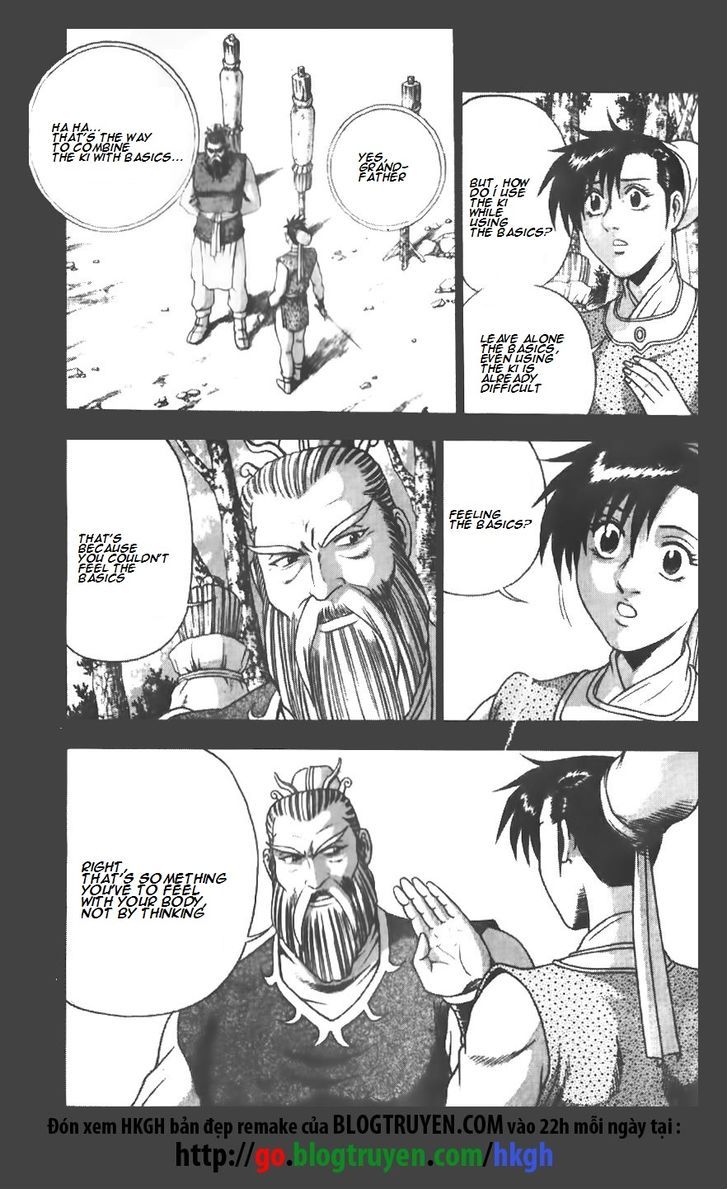 HA HA...
THAT'S THE WAY
TO COMBINE
THE KI WITH BASICS...
YES,
GRAND-
FATHER
BUT, HOW
DO I USE
THE KI
WHILE
USING
THE BASICS?
LEAVE ALONE
THE BASICS,
EVEN USING
THE KI IS
ALREADY
DIFFICULT
THAT'S
BECAUSE
YOU COULDN'T
FEEL THE
BASICS
FEELING
THE BASICS?
RIGHT,
THAT'S SOMETHING
YOU'VE TO FEEL
WITH YOUR BODY,
NOT BY THINKING
Đón xem HKGH bản đẹp remake của BLOGTRUYEN.COM vào 22h mỗi ngày tại :
http://go.blogtruyen.com/hkgh